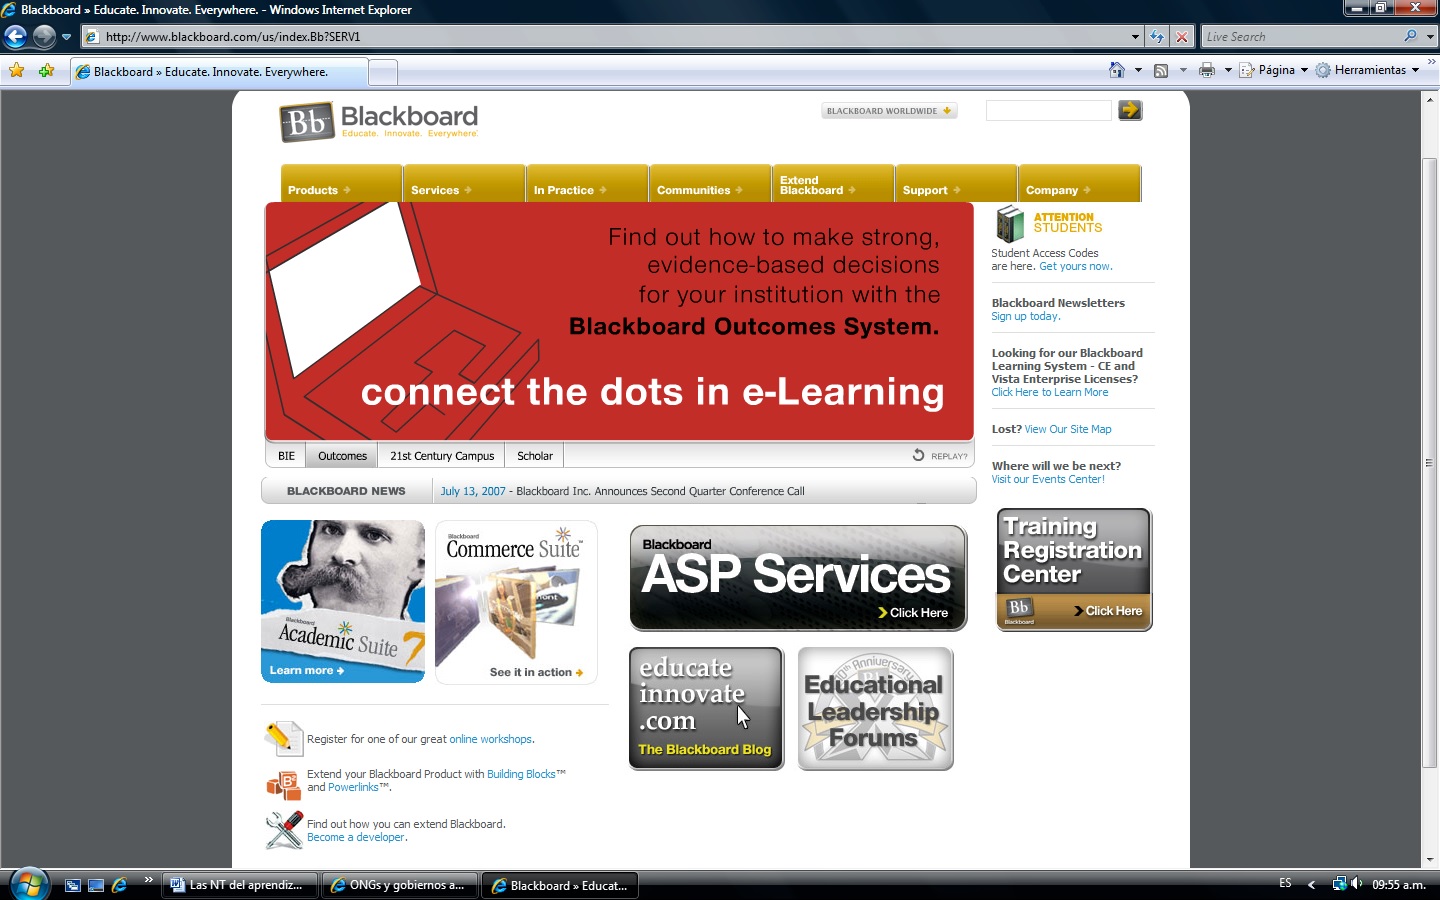 Blackboard » Educate. Innovate. Everywhere. - Windows Internet Explorer
http://www.blackboard.com/us/index.Bb?SERV1
Live Search
Blackboard » Educate. Innovate. Everywhere.
Página
Herramientas
Bb Blackboard
Educate. Innovate. Everywhere.
BLACKBOARD WORLDWIDE
Products
Services
In Practice
Communities
Extend
Blackboard
Support
Company
Find out how to make strong,
evidence-based decisions
for your institution with the
Blackboard Outcomes System.
connect the dots in e-Learning
BIE
Outcomes
21st Century Campus
Scholar
REPLAY?
ATTENTION
STUDENTS
Student Access Codes
are here. Get yours now.
Blackboard Newsletters
Sign up today.
Looking for our Blackboard
Learning System - CE and
Vista Enterprise Licenses?
Click Here to Learn More
Lost? View Our Site Map
Where will we be next?
Visit our Events Center!
BLACKBOARD NEWS
July 13, 2007 - Blackboard Inc. Announces Second Quarter Conference Call
Blackboard
Academic Suite 7
Learn more
Blackboard
Commerce Suite™
See it in action
Blackboard
ASP Services
Click Here
Training
Registration
Center
Bb
Blackboard
Click Here
educate
innovate
.com
The Blackboard Blog
10th Anniversary
Educational
Leadership
Forums
Register for one of our great online workshops.
Extend your Blackboard Product with Building Blocks™
and Powerlinks™.
Find out how you can extend Blackboard.
Become a developer.
Las NT del aprendiz...
ONGs y gobiernos a...
Blackboard » Educat...
ES
09:55 a.m.